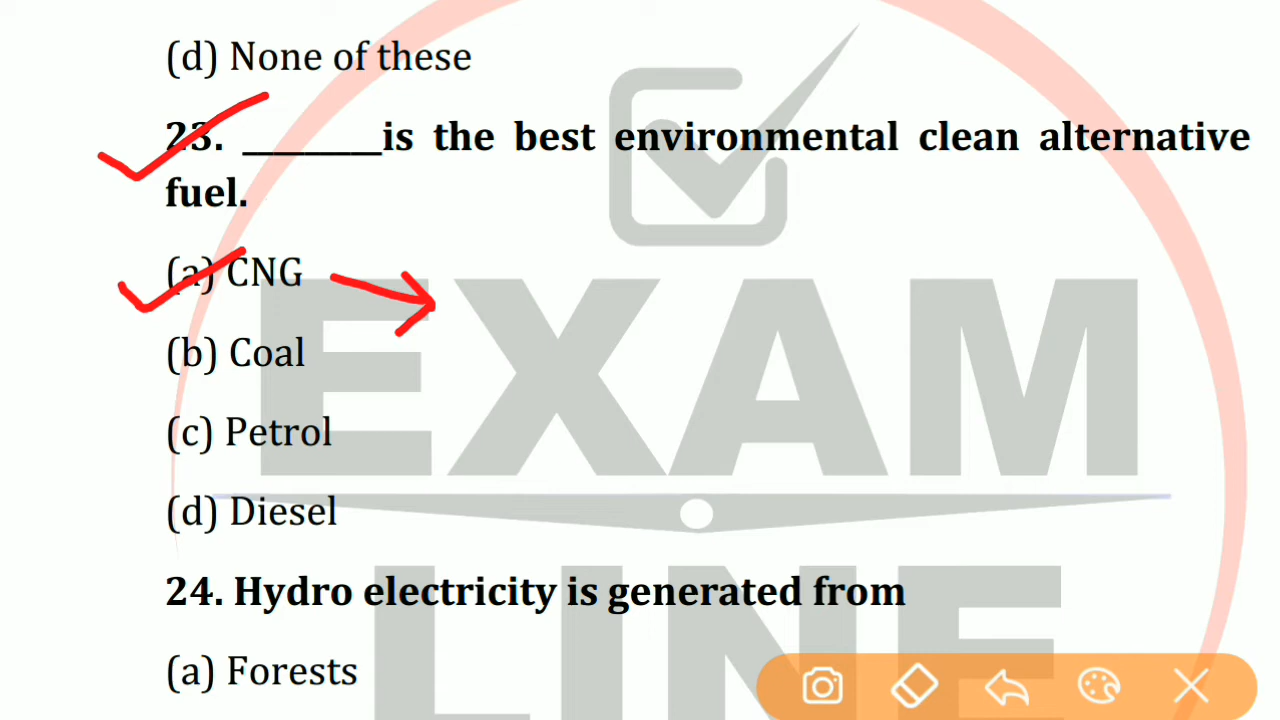 (d) None of these
23. _________is the best environmental clean alternative
fuel.
(a) CNG
(b) Coal
(c) Petrol
(d) Diesel
24. Hydro electricity is generated from
(a) Forests
EXAM
LINE